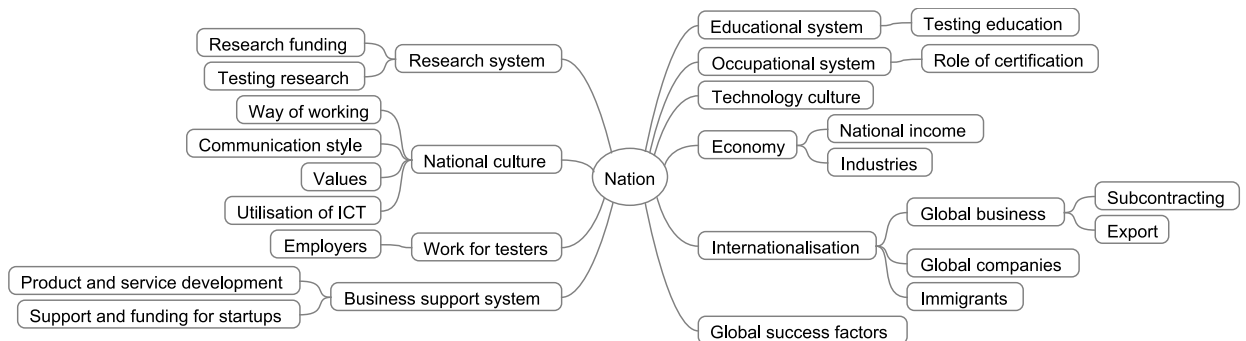 Nation
Research system
Research funding
Testing research
National culture
Way of working
Communication style
Values
Utilisation of ICT
Work for testers
Employers
Business support system
Product and service development
Support and funding for startups
Educational system
Testing education
Occupational system
Role of certification
Technology culture
Economy
National income
Industries
Internationalisation
Global business
Subcontracting
Export
Global companies
Immigrants
Global success factors